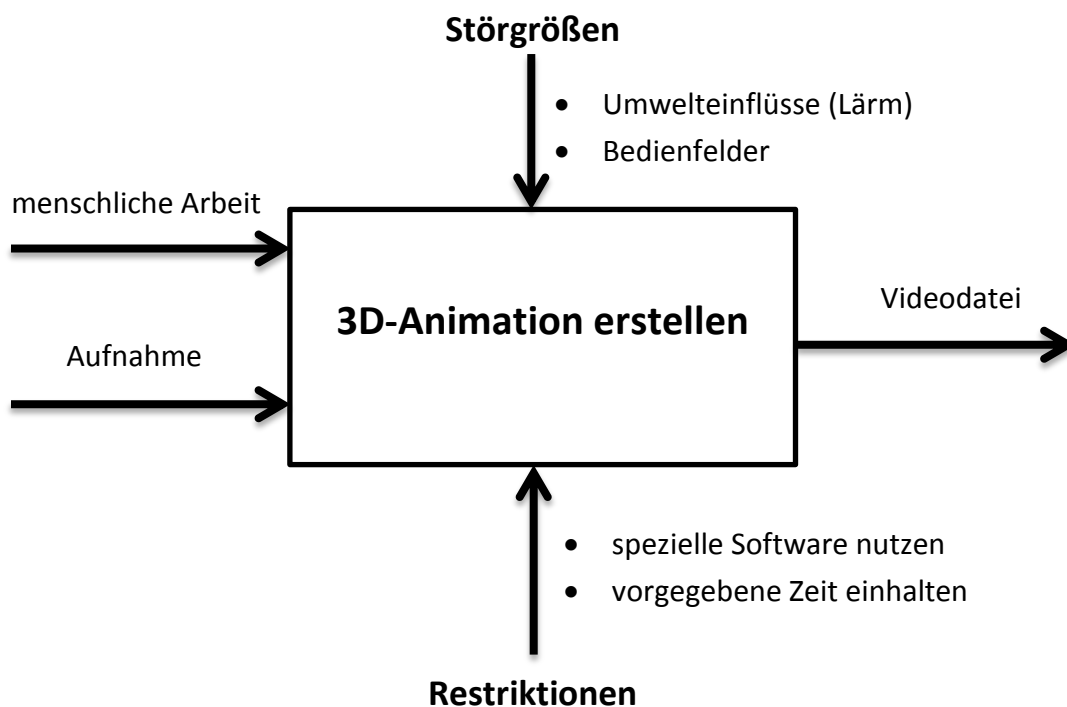 Störgrößen
• Umwelteinflüsse (Lärm)
• Bedienfelder
menschliche Arbeit
Aufnahme
3D-Animation erstellen
Videodatei
• spezielle Software nutzen
• vorgegebene Zeit einhalten
Restriktionen